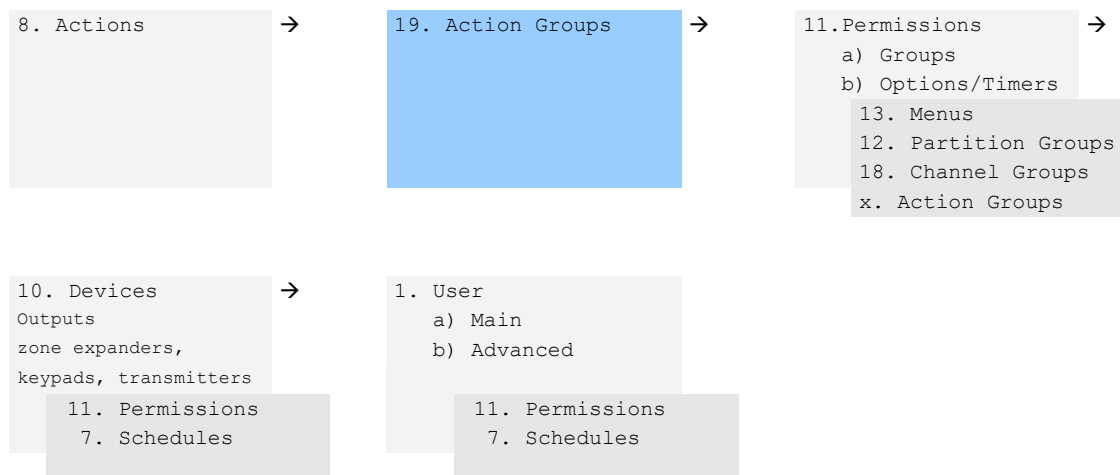 8. Actions →
19. Action Groups →
11.Permissions →
a) Groups
b) Options/Timers
13. Menus
12. Partition Groups
18. Channel Groups
x. Action Groups
10. Devices →
Outputs
zone expanders,
keypads, transmitters
11. Permissions
7. Schedules
1. User
a) Main
b) Advanced
11. Permissions
7. Schedules